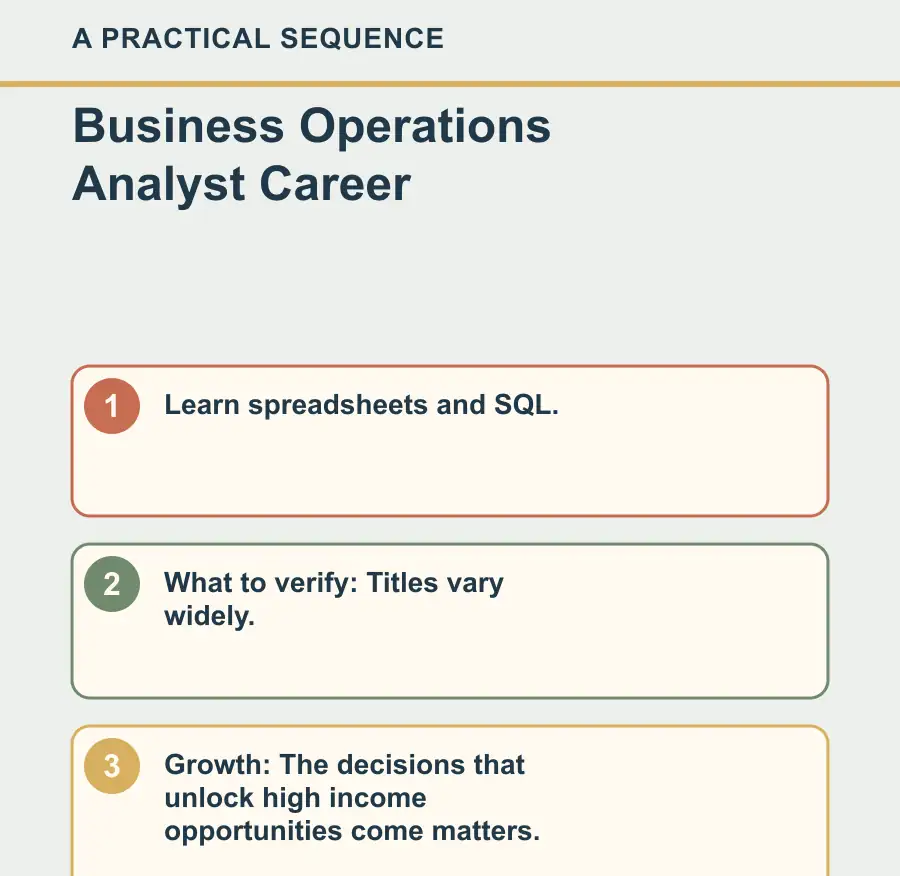 A PRACTICAL SEQUENCE
Business Operations
Analyst Career
1
Learn spreadsheets and SQL.
2
What to verify: Titles vary
widely.
3
Growth: The decisions that
unlock high income
opportunities come matters.